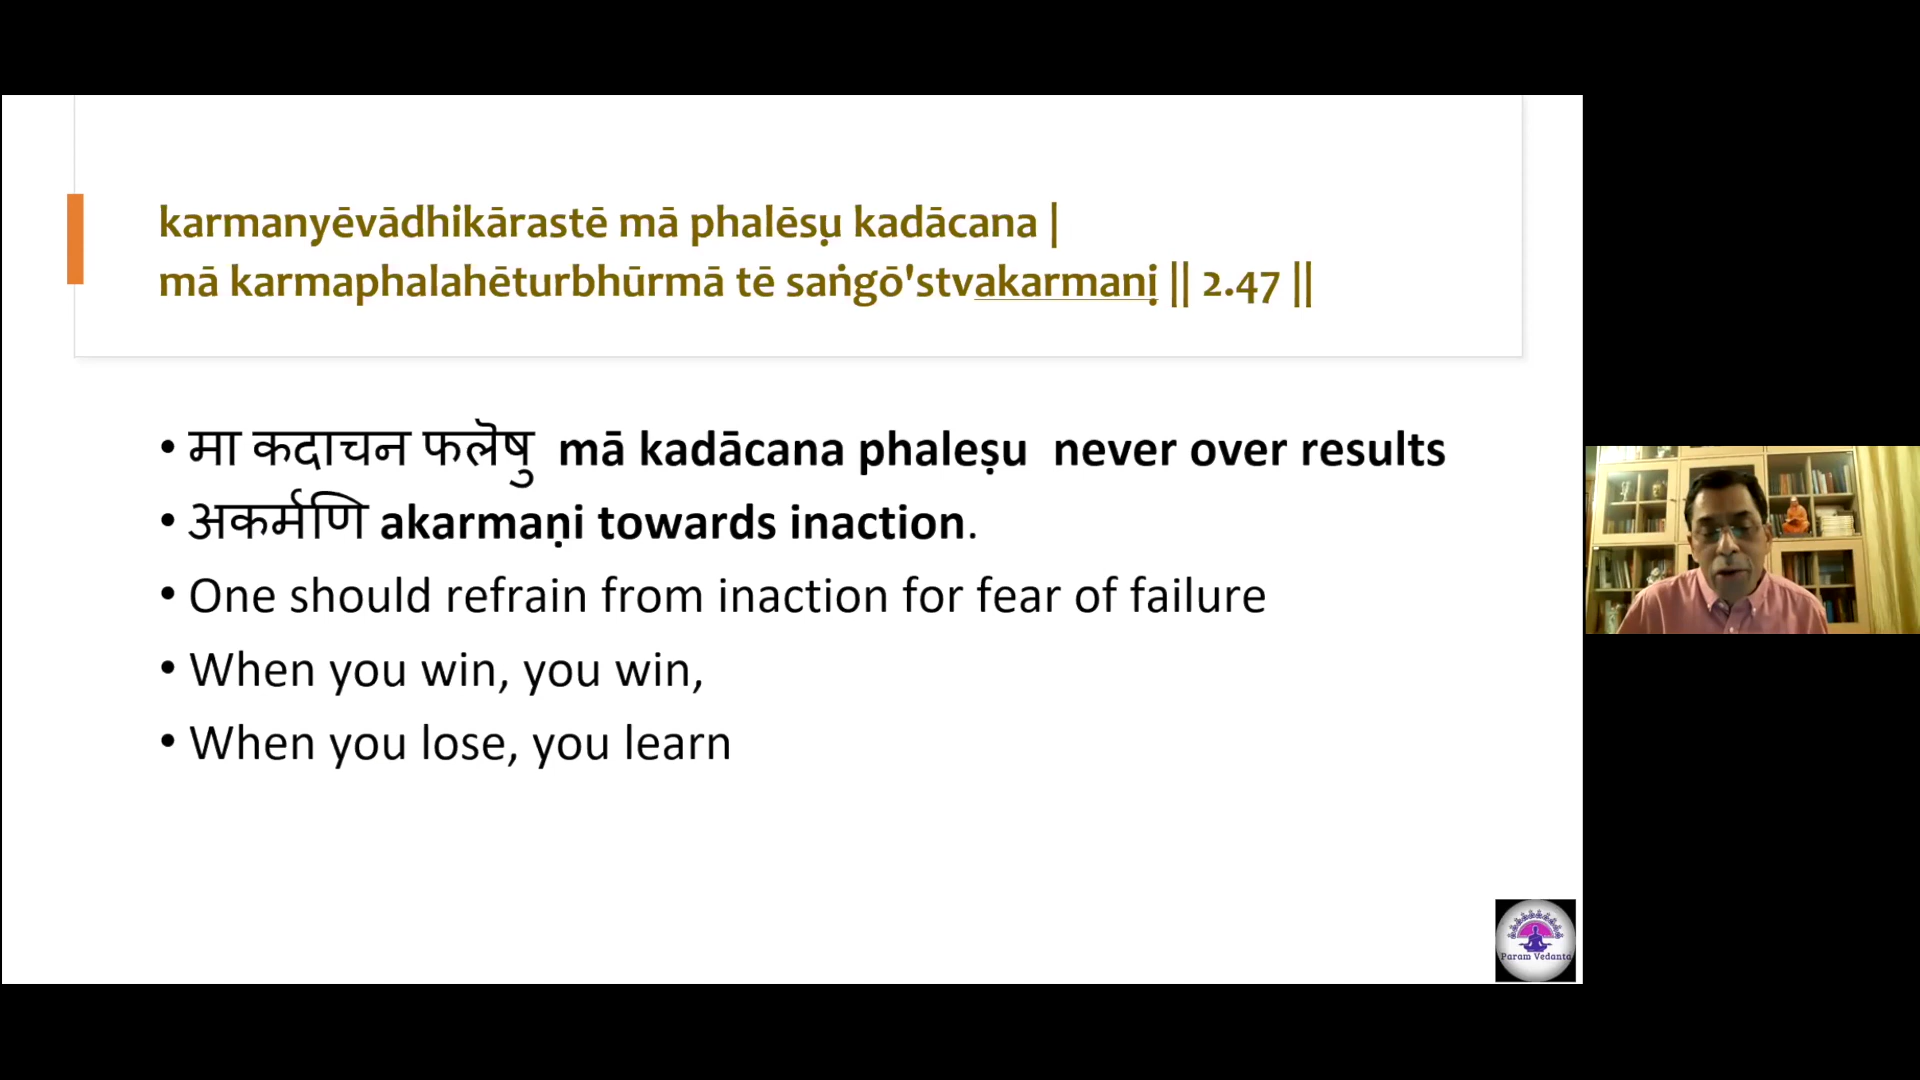 karmanyēvādhikārastē mā phalēsụ kadācana |
mā karmaphalahēturbhūrmā tē saṅgō'stvakarmanị || 2.47 ||
• मा कदाचन फलॆषु mā kadācana phaleṣu never over results
• अकर्मणि akarmaṇi towards inaction.
• One should refrain from inaction for fear of failure
• When you win, you win,
• When you lose, you learn
Param Vedanta